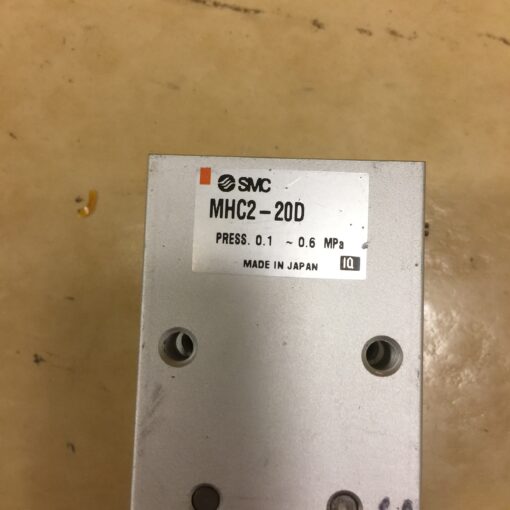 SMC
MHC2-20D
PRESS. 0.1 ~ 0.6 MPa
MADE IN JAPAN IQ